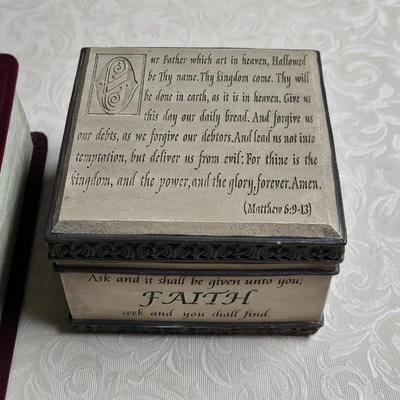 Our Father which art in heaven, Hallowed
be Thy name. Thy kingdom come. Thy will
be done in earth, as it is in heaven. Give us
this day our daily bread. And forgive us
our debts, as we forgive our debtors. And lead us not into
temptation, but deliver us from evil: For thine is the
kingdom, and the power, and the glory, forever. Amen.
(Matthew 6:9-13)
Ask and it shall be given unto you;
FAITH
seek and you shall find.